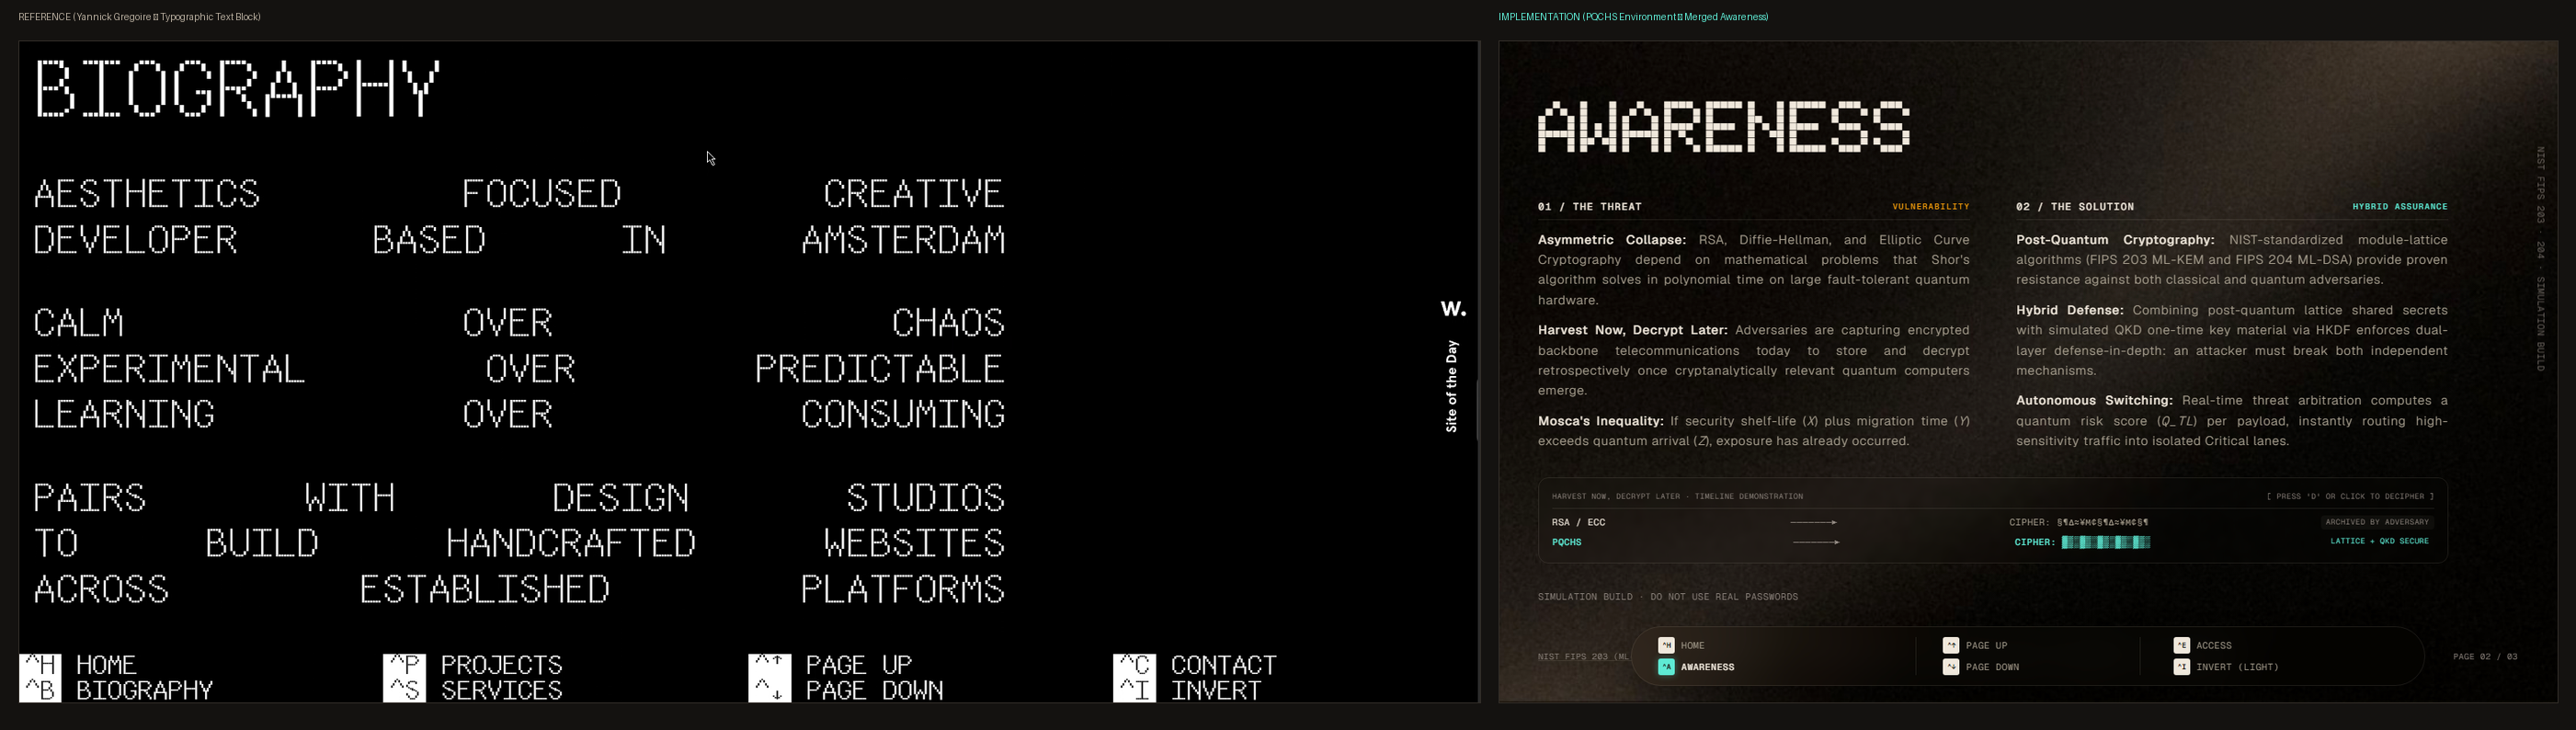 REFERENCE (Yannick Gregoire □ Typographic Text Block)
BIOGRAPHY
AESTHETICS FOCUSED CREATIVE
DEVELOPER BASED IN AMSTERDAM
CALM OVER CHAOS
EXPERIMENTAL OVER PREDICTABLE
LEARNING OVER CONSUMING
PAIRS WITH DESIGN STUDIOS
TO BUILD HANDCRAFTED WEBSITES
ACROSS ESTABLISHED PLATFORMS
W.
Site of the Day
^H HOME ^P PROJECTS ^↑ PAGE UP ^C CONTACT
^B BIOGRAPHY ^S SERVICES ^↓ PAGE DOWN ^I INVERT
IMPLEMENTATION (PQCHS Environment □ Merged Awareness)
AWARENESS
01 / THE THREAT VULNERABILITY
Asymmetric Collapse: RSA, Diffie-Hellman, and Elliptic Curve
Cryptography depend on mathematical problems that Shor's
algorithm solves in polynomial time on large fault-tolerant quantum
hardware.
Harvest Now, Decrypt Later: Adversaries are capturing encrypted
backbone telecommunications today to store and decrypt
retrospectively once cryptanalytically relevant quantum computers
emerge.
Mosca's Inequality: If security shelf-life (X) plus migration time (Y)
exceeds quantum arrival (Z), exposure has already occurred.
02 / THE SOLUTION HYBRID ASSURANCE
Post-Quantum Cryptography: NIST-standardized module-lattice
algorithms (FIPS 203 ML-KEM and FIPS 204 ML-DSA) provide proven
resistance against both classical and quantum adversaries.
Hybrid Defense: Combining post-quantum lattice shared secrets
with simulated QKD one-time key material via HKDF enforces dual-
layer defense-in-depth: an attacker must break both independent
mechanisms.
Autonomous Switching: Real-time threat arbitration computes a
quantum risk score (Q_TL) per payload, instantly routing high-
sensitivity traffic into isolated Critical lanes.
NIST FIPS 203 · 204 · SIMULATION BUILD
HARVEST NOW, DECRYPT LATER · TIMELINE DEMONSTRATION [ PRESS 'D' OR CLICK TO DECIPHER ]
RSA / ECC ───────▶ CIPHER: §¶∆≈¥M¢§¶∆≈¥M¢§¶ ARCHIVED BY ADVERSARY
PQCHS ───────▶ CIPHER: LATTICE + QKD SECURE
SIMULATION BUILD · DO NOT USE REAL PASSWORDS
NIST FIPS 203 (ML
^H HOME ^↑ PAGE UP ^E ACCESS
^A AWARENESS ^↓ PAGE DOWN ^I INVERT (LIGHT)
PAGE 02 / 03